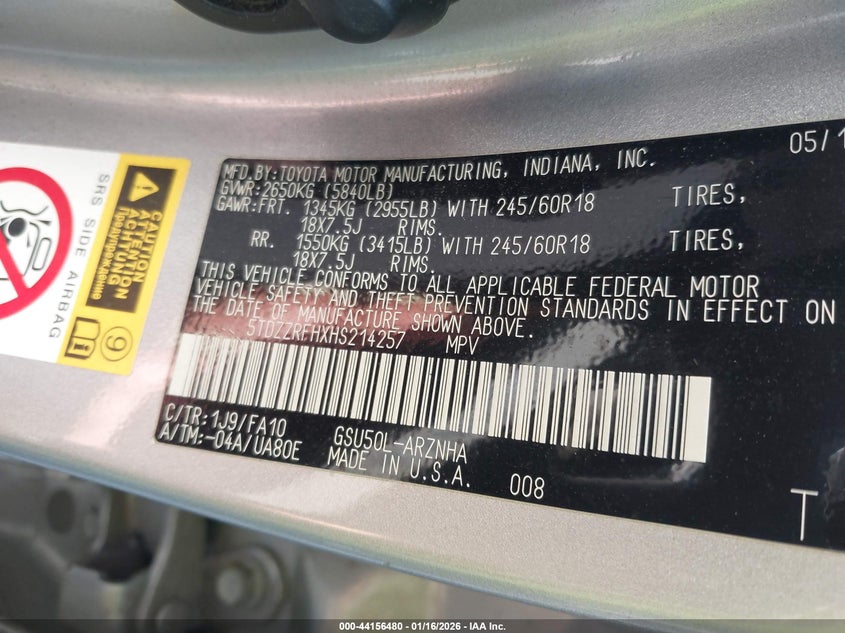 MFD.BY:TOYOTA MOTOR MANUFACTURING, INDIANA, INC. 05/1
GVWR:2650KG (5840LB)
GAWR:FRT. 1345KG (2955LB) WITH 245/60R18 TIRES,
18X7.5J RIMS.
RR. 1550KG (3415LB) WITH 245/60R18 TIRES,
18X7.5J RIMS.
THIS VEHICLE CONFORMS TO ALL APPLICABLE FEDERAL MOTOR
VEHICLE SAFETY AND THEFT PREVENTION STANDARDS IN EFFECT ON
THE DATE OF MANUFACTURE SHOWN ABOVE.
5TDZZRFHXHS214257 MPV
C/TR:1J9/FA10 GSU50L-ARZNHA
A/TM:-04A/UA80E MADE IN U.S.A. 008
T
SRS SIDE AIRBAG
CAUTION
ATTENTION
ACHTUNG
Предупреждение
9
000-44156480 - 01/16/2026 - IAA Inc.